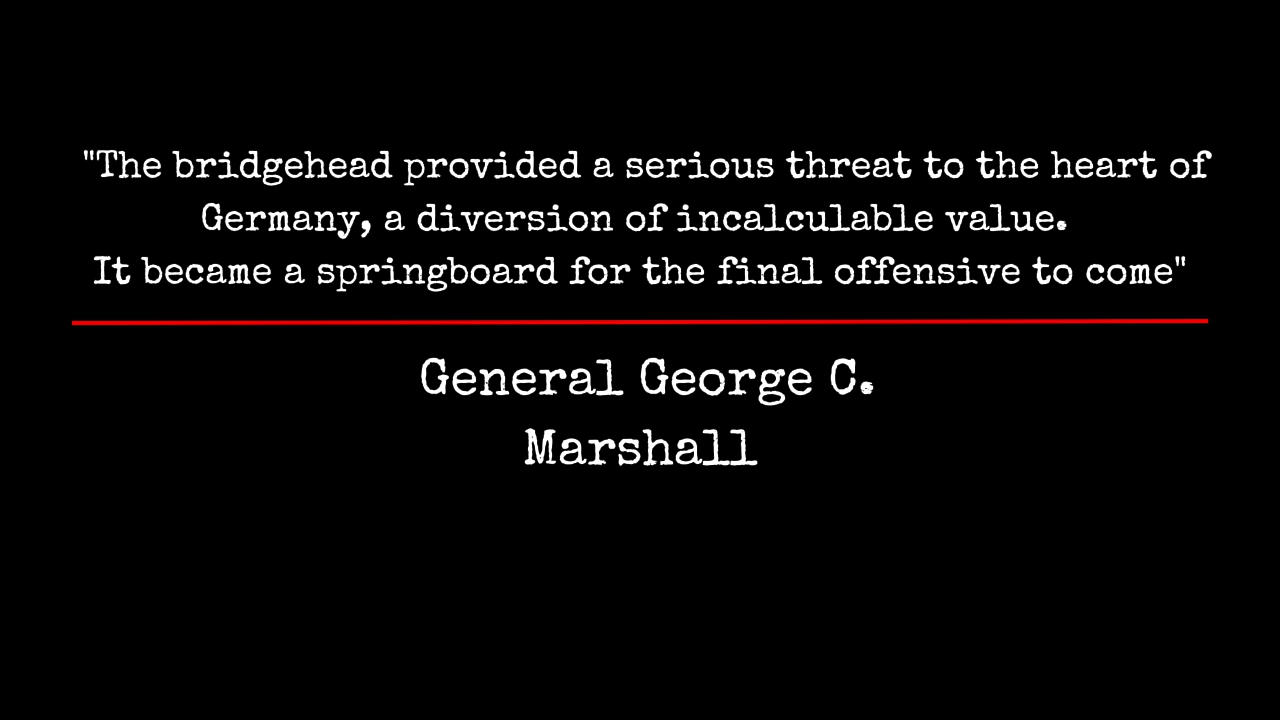 "The bridgehead provided a serious threat to the heart of
Germany, a diversion of incalculable value.
It became a springboard for the final offensive to come"
General George C.
Marshall